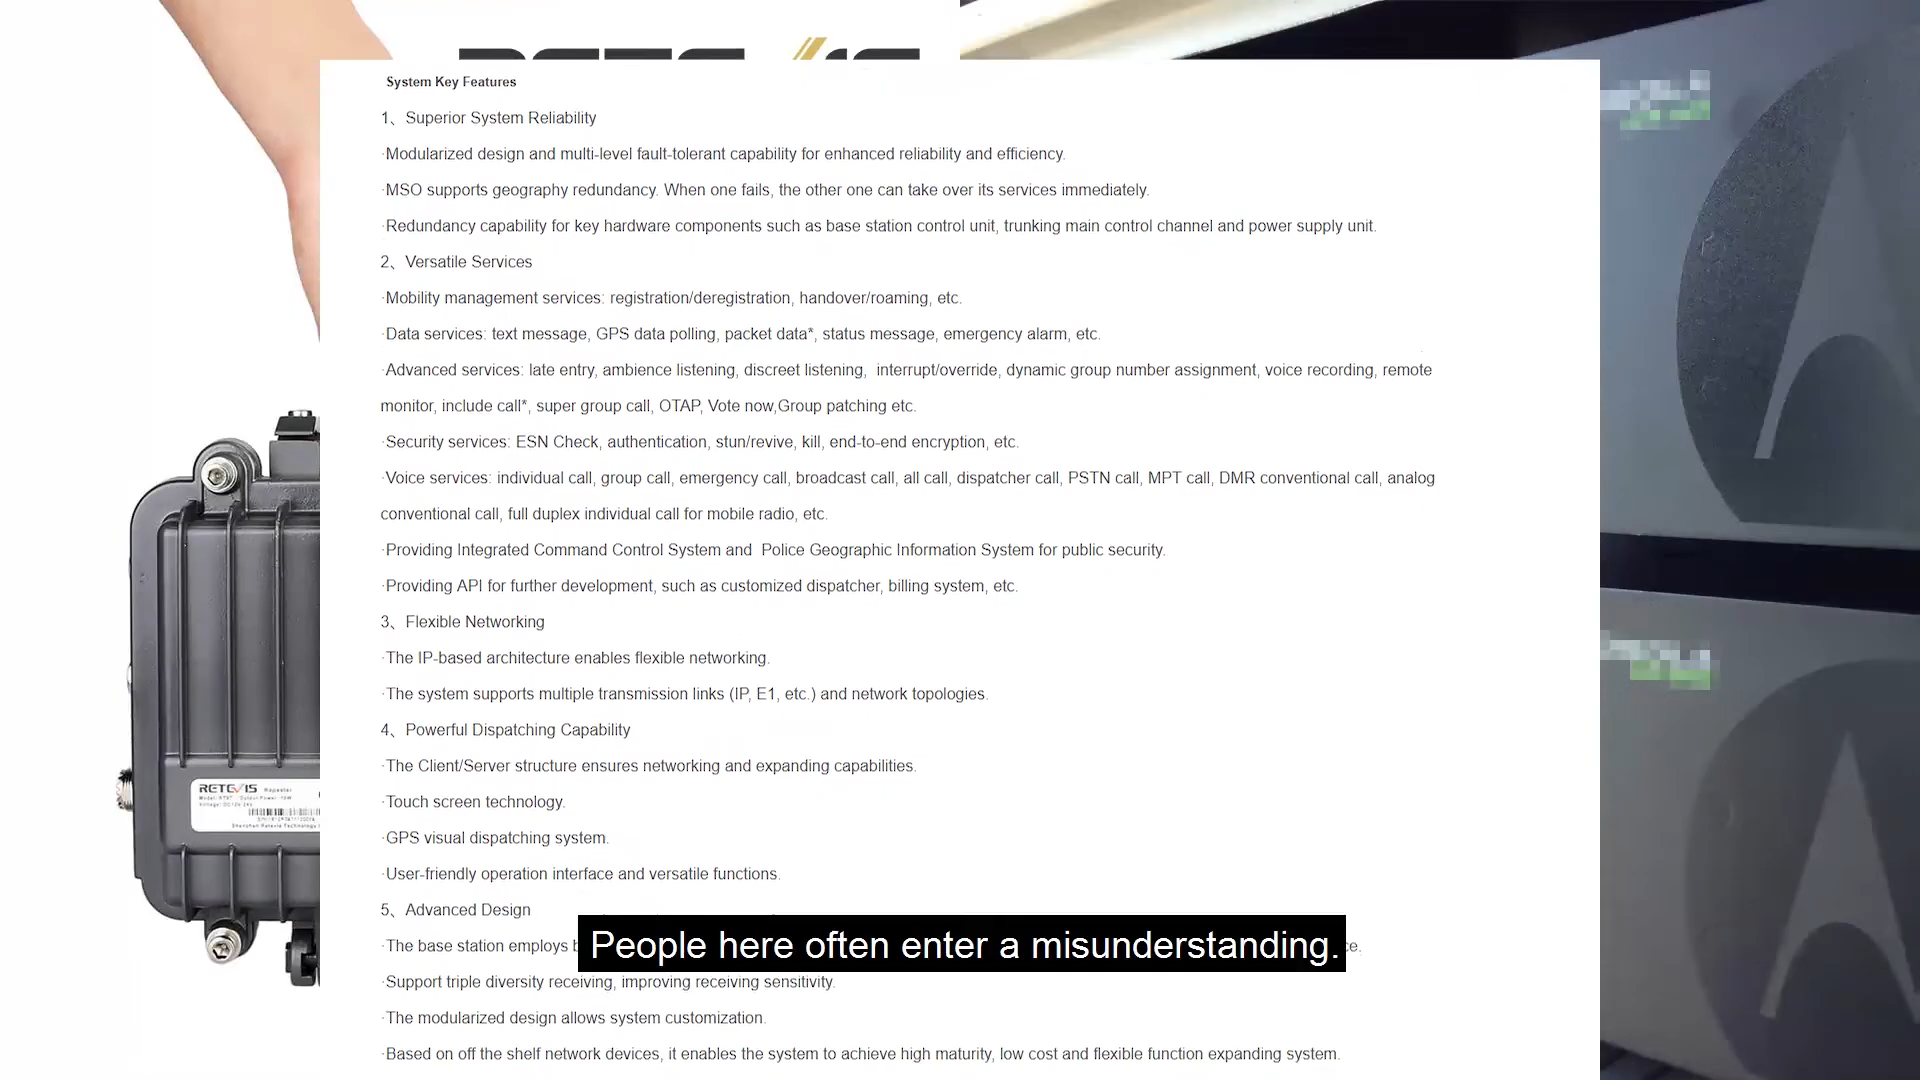 RETEVIS
System Key Features
1、Superior System Reliability
·Modularized design and multi-level fault-tolerant capability for enhanced reliability and efficiency.
·MSO supports geography redundancy. When one fails, the other one can take over its services immediately.
·Redundancy capability for key hardware components such as base station control unit, trunking main control channel and power supply unit.
2、Versatile Services
·Mobility management services: registration/deregistration, handover/roaming, etc.
·Data services: text message, GPS data polling, packet data*, status message, emergency alarm, etc.
·Advanced services: late entry, ambience listening, discreet listening,  interrupt/override, dynamic group number assignment, voice recording, remote
monitor, include call*, super group call, OTAP, Vote now,Group patching etc.
·Security services: ESN Check, authentication, stun/revive, kill, end-to-end encryption, etc.
·Voice services: individual call, group call, emergency call, broadcast call, all call, dispatcher call, PSTN call, MPT call, DMR conventional call, analog
conventional call, full duplex individual call for mobile radio, etc.
·Providing Integrated Command Control System and  Police Geographic Information System for public security.
·Providing API for further development, such as customized dispatcher, billing system, etc.
3、Flexible Networking
·The IP-based architecture enables flexible networking.
·The system supports multiple transmission links (IP, E1, etc.) and network topologies.
4、Powerful Dispatching Capability
·The Client/Server structure ensures networking and expanding capabilities.
·Touch screen technology.
·GPS visual dispatching system.
·User-friendly operation interface and versatile functions.
5、Advanced Design
·The base station employs
People here often enter a misunderstanding.
·Support triple diversity receiving, improving receiving sensitivity.
·The modularized design allows system customization.
·Based on off the shelf network devices, it enables the system to achieve high maturity, low cost and flexible function expanding system.
RETEVIS Repeater